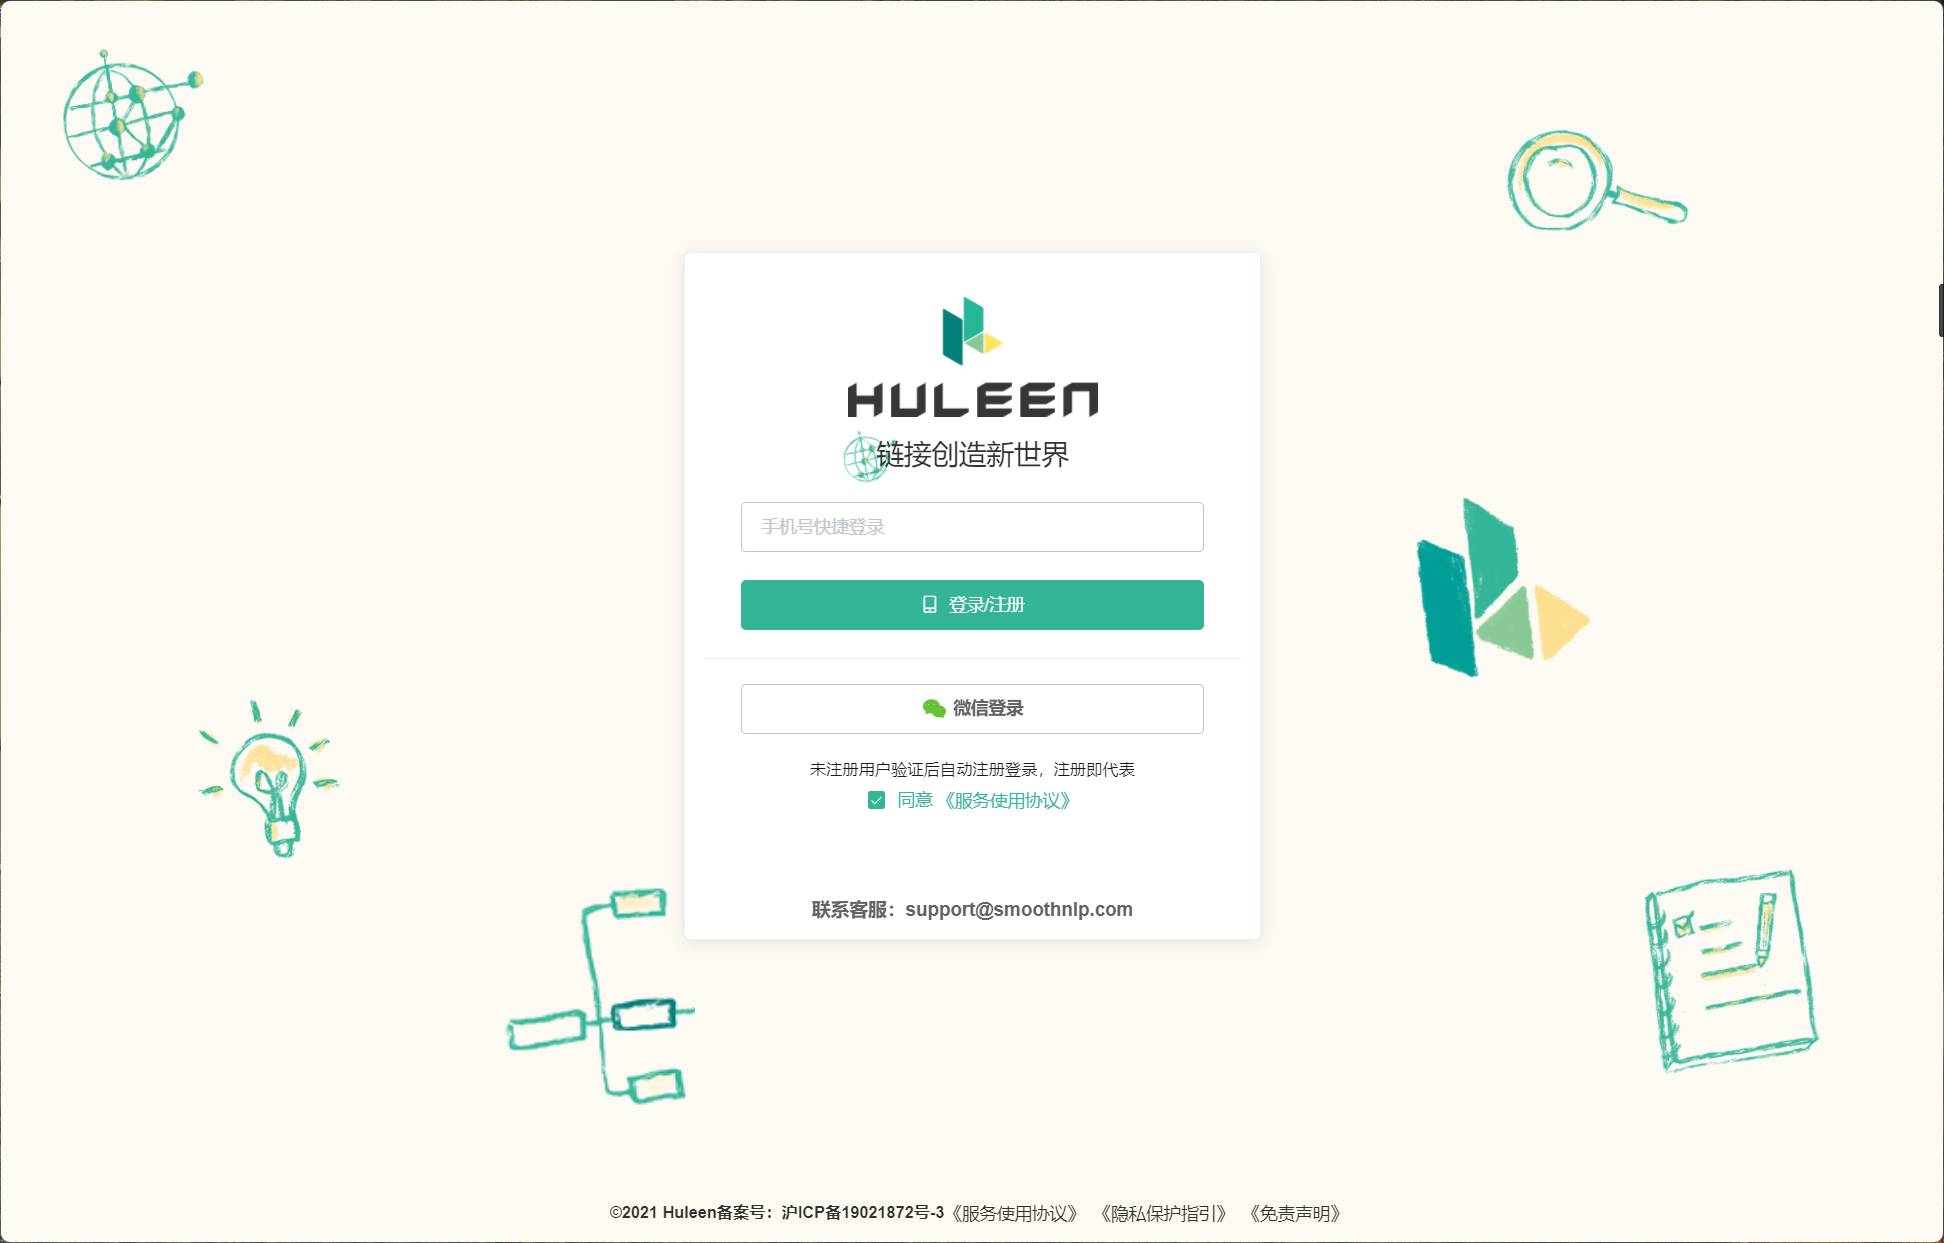 HULEEN
链接创造新世界
手机号快捷登录
登录/注册
微信登录
未注册用户验证后自动注册登录，注册即代表
同意《服务使用协议》
联系客服：support@smoothnlp.com
©2021 Huleen备案号：沪ICP备19021872号-3《服务使用协议》 《隐私保护指引》 《免责声明》